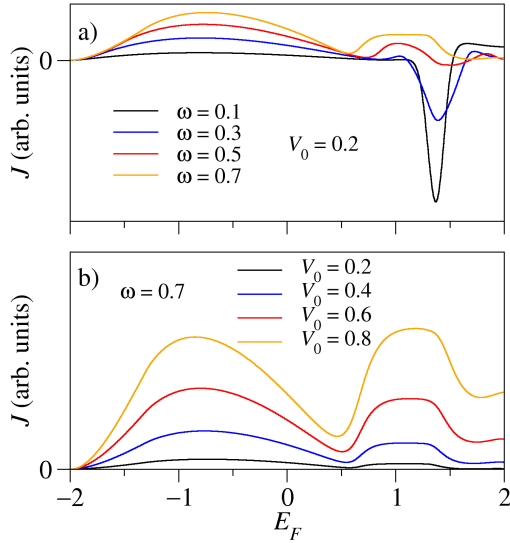 a)
0
J (arb. units)
ω = 0.1
ω = 0.3
ω = 0.5
ω = 0.7
V₀ = 0.2
b)
ω = 0.7
V₀ = 0.2
V₀ = 0.4
V₀ = 0.6
V₀ = 0.8
J (arb. units)
0
−2 −1 0 1 2
E_F